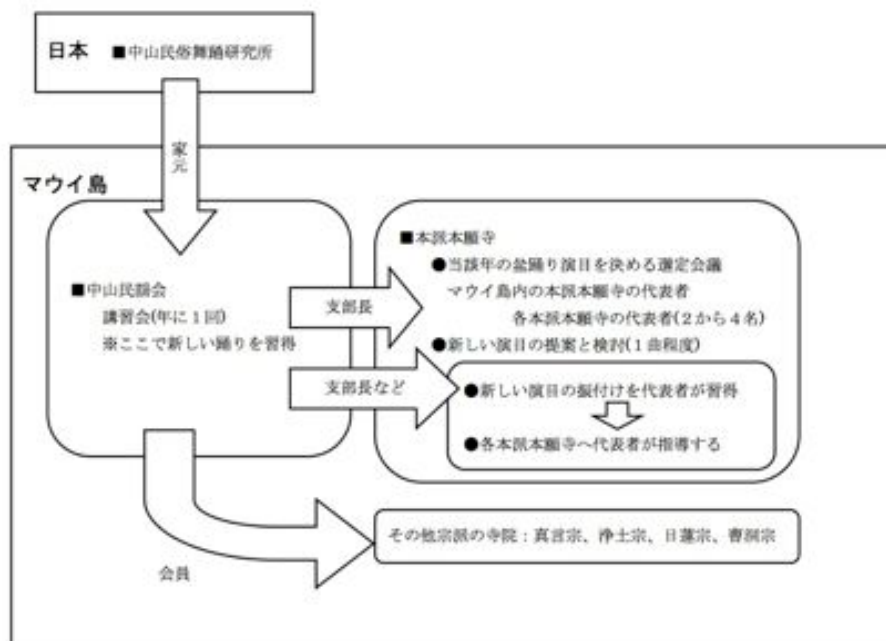 日本 ■中山民俗舞踊研究所
家元
マウイ島
■中山民謡会
講習会(年に1回)
※ここで新しい踊りを習得
支部長
支部長など
■本派本願寺
●当該年の盆踊り演目を決める選定会議
マウイ島内の本派本願寺の代表者
各本派本願寺の代表者(2から4名)
●新しい演目の提案と検討(1曲程度)
●新しい演目の振付けを代表者が習得
●各本派本願寺へ代表者が指導する
会員
その他宗派の寺院：真言宗、浄土宗、日蓮宗、曹洞宗